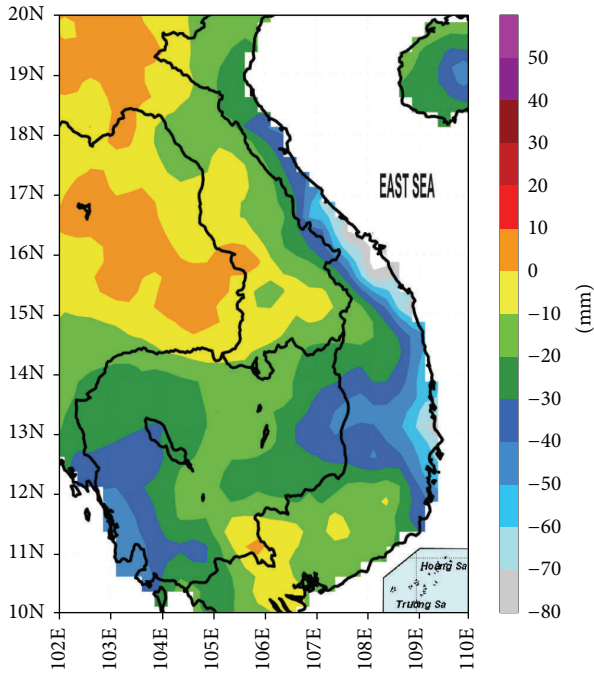 20N
19N
18N
17N
16N
15N
14N
13N
12N
11N
10N
102E
103E
104E
105E
106E
107E
108E
109E
110E
EAST SEA
Hoàng Sa
Trường Sa
50
40
30
20
10
0
−10
−20
−30
−40
−50
−60
−70
−80
(mm)